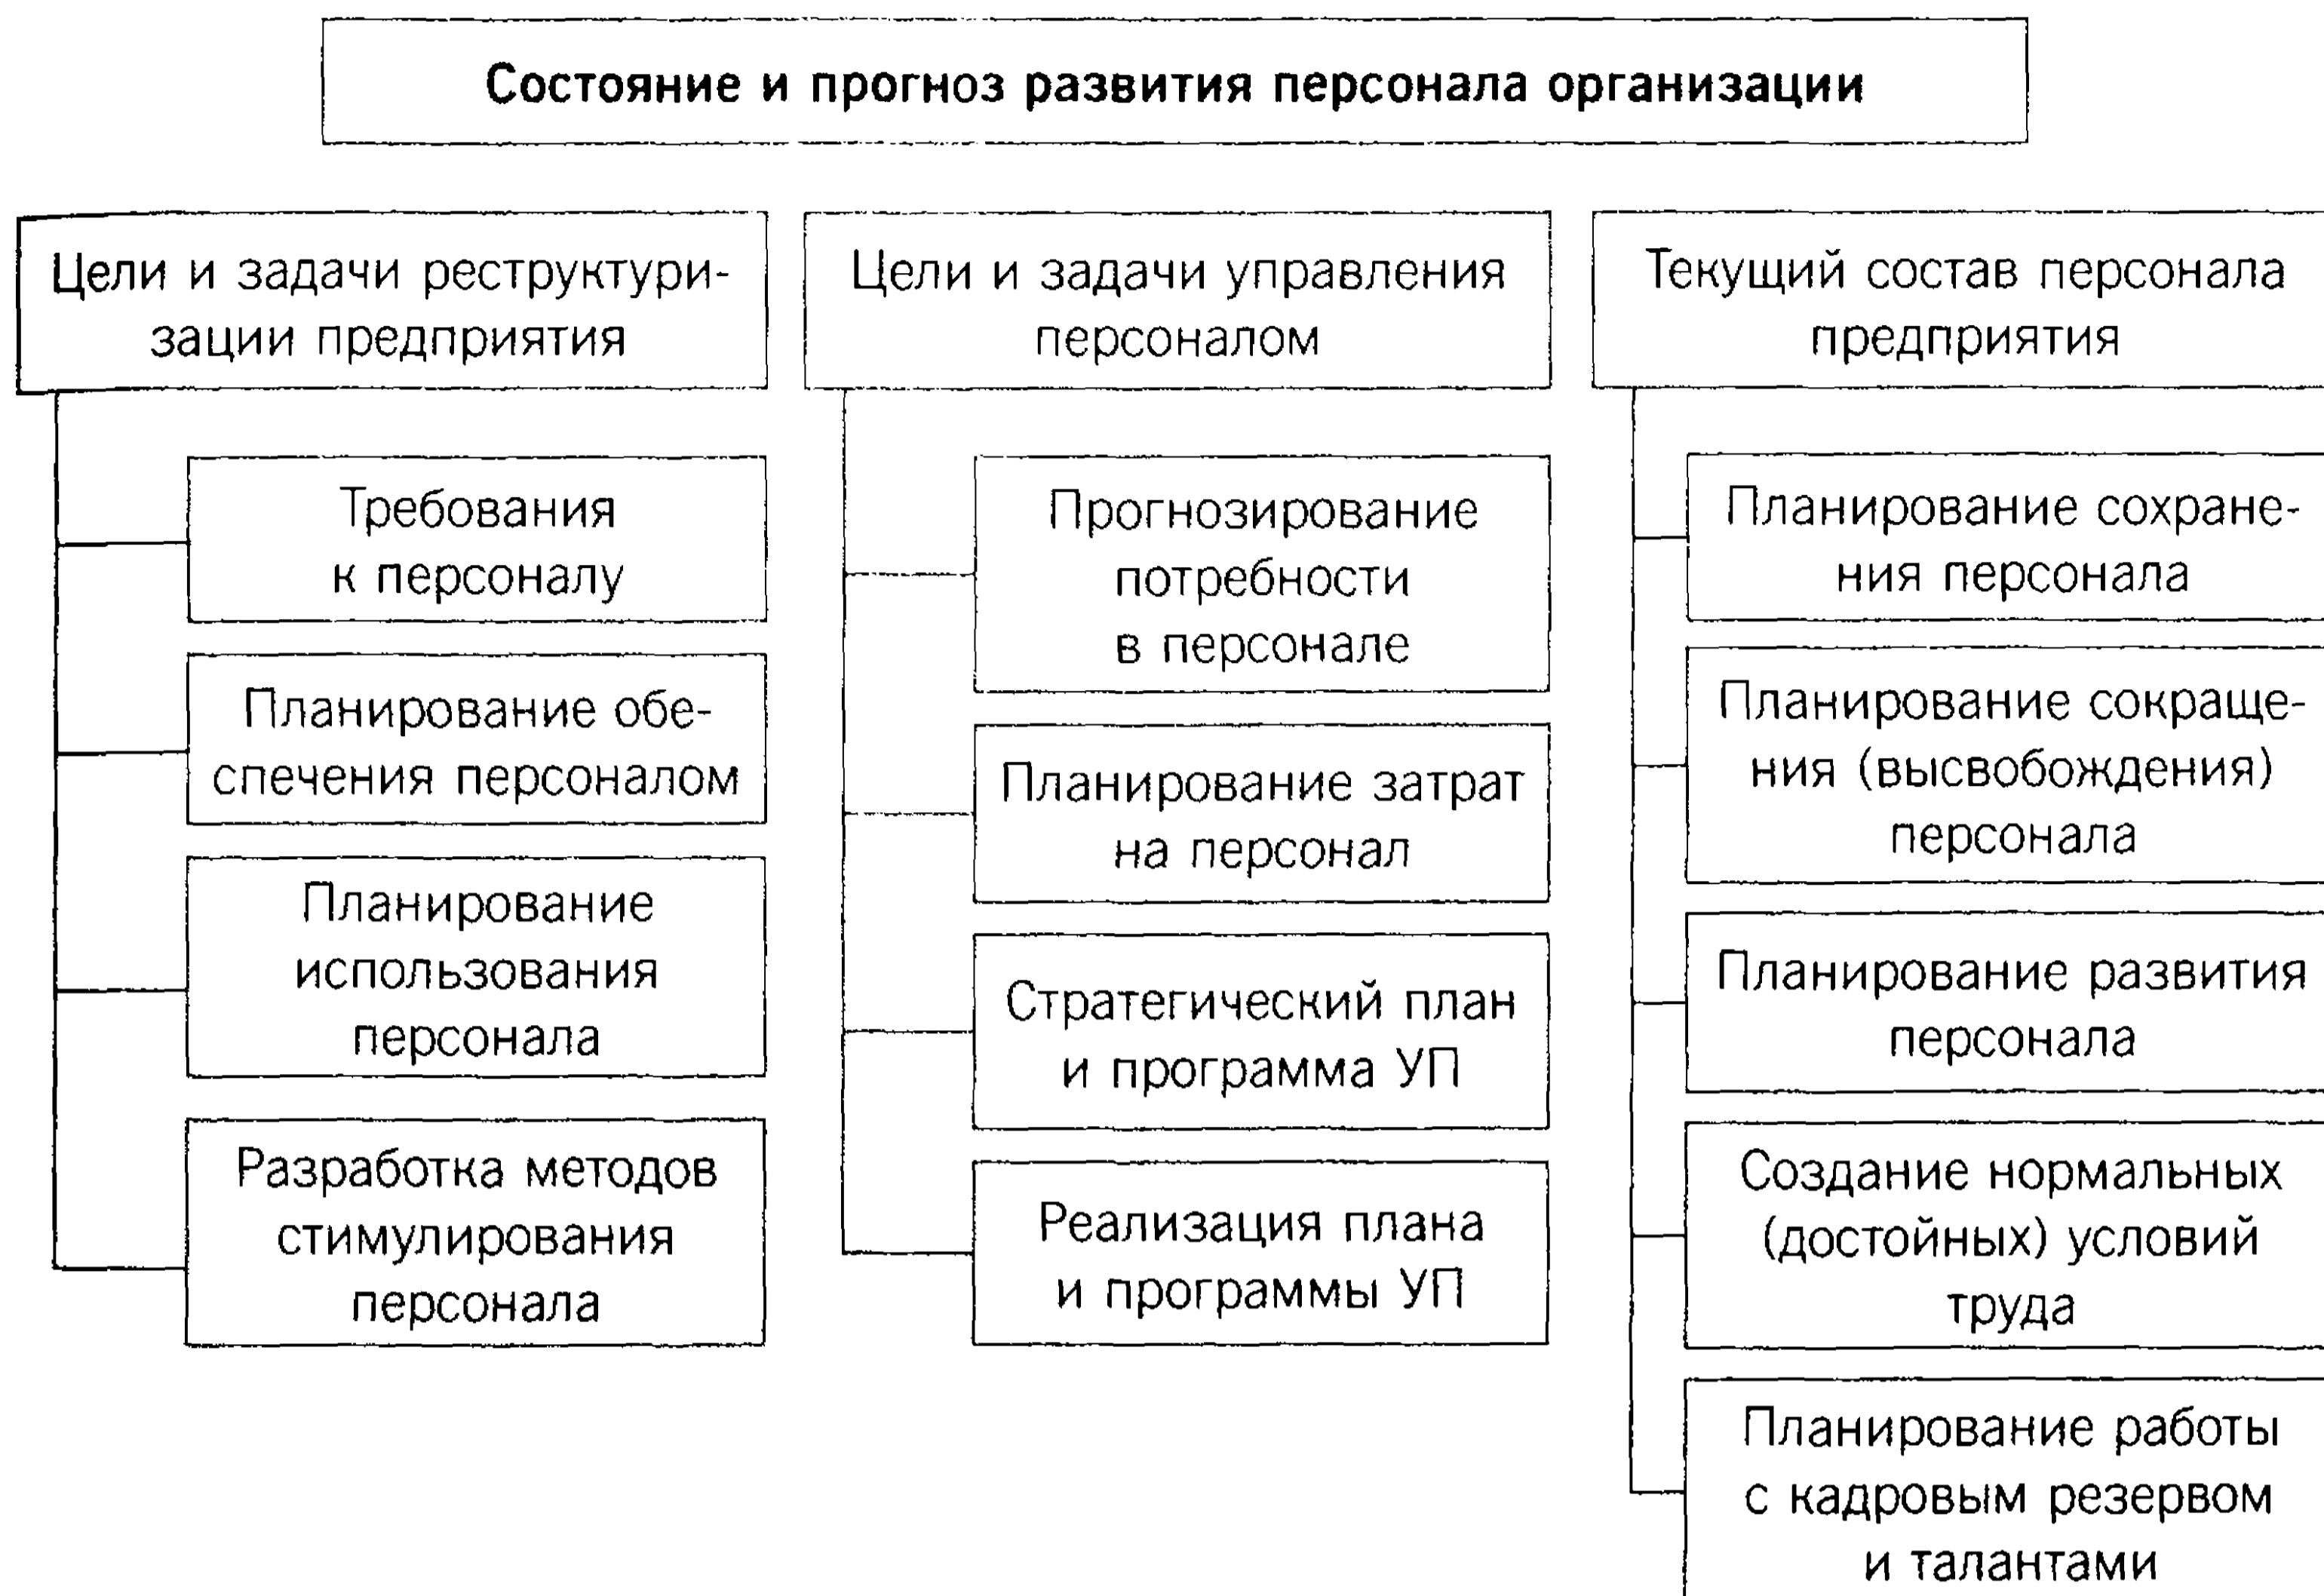 Состояние и прогноз развития персонала организации
Цели и задачи реструктури-
зации предприятия
Требования
к персоналу
Планирование обе-
спечения персоналом
Планирование
использования
персонала
Разработка методов
стимулирования
персонала
Цели и задачи управления
персоналом
Прогнозирование
потребности
в персонале
Планирование затрат
на персонал
Стратегический план
и программа УП
Реализация плана
и программы УП
Текущий состав персонала
предприятия
Планирование сохране-
ния персонала
Планирование сокраще-
ния (высвобождения)
персонала
Планирование развития
персонала
Создание нормальных
(достойных) условий
труда
Планирование работы
с кадровым резервом
и талантами